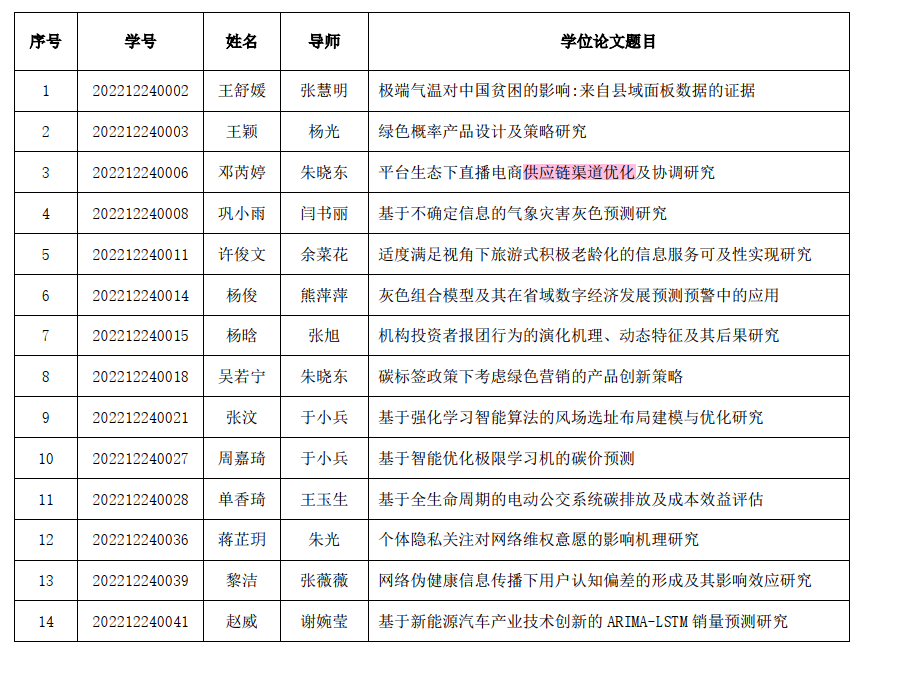 序号 学号 姓名 导师 学位论文题目
1 202212240002 王舒媛 张慧明 极端气温对中国贫困的影响:来自县域面板数据的证据
2 202212240003 王颖 杨光 绿色概率产品设计及策略研究
3 202212240006 邓芮婷 朱晓东 平台生态下直播电商供应链渠道优化及协调研究
4 202212240008 巩小雨 闫书丽 基于不确定信息的气象灾害灰色预测研究
5 202212240011 许俊文 余菜花 适度满足视角下旅游式积极老龄化的信息服务可及性实现研究
6 202212240014 杨俊 熊萍萍 灰色组合模型及其在省域数字经济发展预测预警中的应用
7 202212240015 杨晗 张旭 机构投资者报团行为的演化机理、动态特征及其后果研究
8 202212240018 吴若宁 朱晓东 碳标签政策下考虑绿色营销的产品创新策略
9 202212240021 张汶 于小兵 基于强化学习智能算法的风场选址布局建模与优化研究
10 202212240027 周嘉琦 于小兵 基于智能优化极限学习机的碳价预测
11 202212240028 单香琦 王玉生 基于全生命周期的电动公交系统碳排放及成本效益评估
12 202212240036 蒋芷玥 朱光 个体隐私关注对网络维权意愿的影响机理研究
13 202212240039 黎洁 张薇薇 网络伪健康信息传播下用户认知偏差的形成及其影响效应研究
14 202212240041 赵威 谢婉莹 基于新能源汽车产业技术创新的 ARIMA-LSTM 销量预测研究